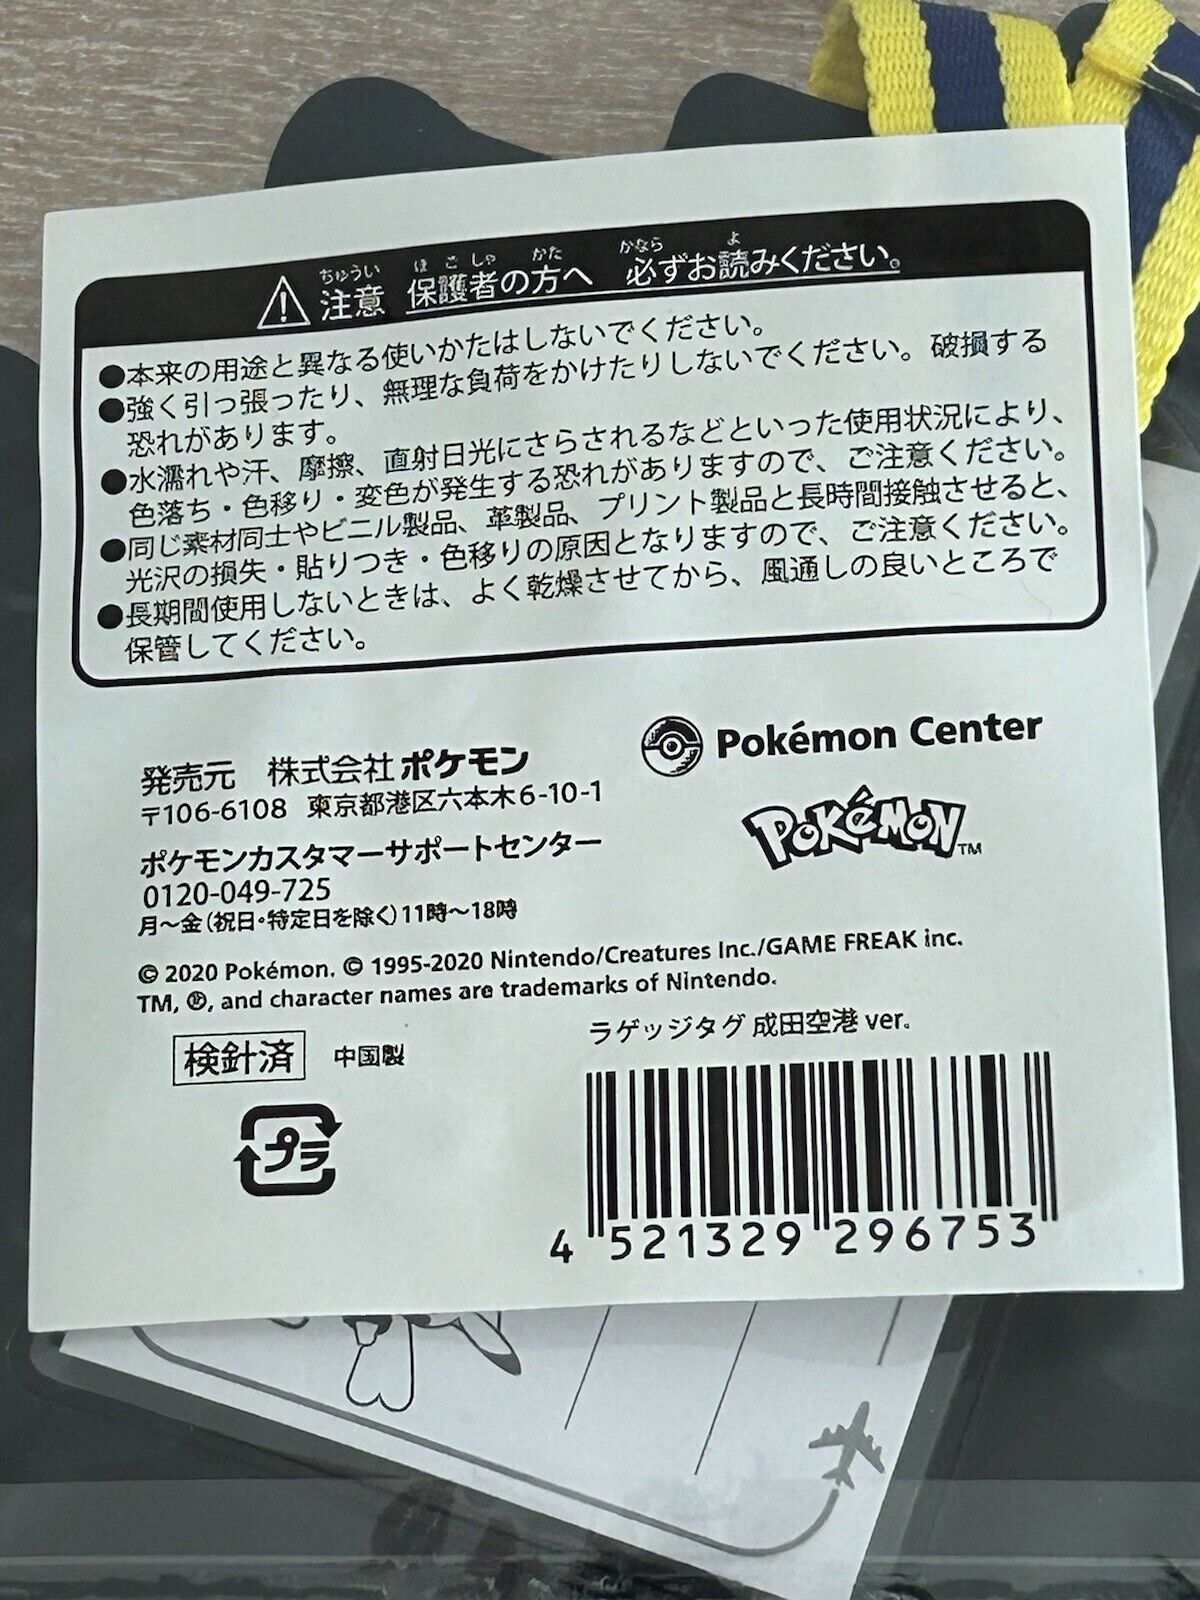 ちゅうい ほごしゃ かた かなら よ
注意 保護者の方へ 必ずお読みください。
●本来の用途と異なる使いかたはしないでください。
●強く引っ張ったり、無理な負荷をかけたりしないでください。破損する
恐れがあります。
●水濡れや汗、摩擦、直射日光にさらされるなどといった使用状況により、
色落ち・色移り・変色が発生する恐れがありますので、ご注意ください。
●同じ素材同士やビニル製品、革製品、プリント製品と長時間接触させると、
光沢の損失・貼りつき・色移りの原因となりますので、ご注意ください。
●長期間使用しないときは、よく乾燥させてから、風通しの良いところで
保管してください。
発売元 株式会社ポケモン
〒106-6108 東京都港区六本木6-10-1
ポケモンカスタマーサポートセンター
0120-049-725
月～金(祝日・特定日を除く)11時～18時
Pokémon Center
POKéMON TM
© 2020 Pokémon. © 1995-2020 Nintendo/Creatures Inc./GAME FREAK inc.
TM, ®, and character names are trademarks of Nintendo.
検針済 中国製
プラ
ラゲッジタグ 成田空港 ver.
4 521329 296753